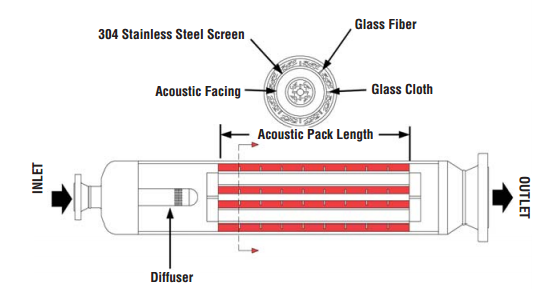 Glass Fiber
304 Stainless Steel Screen
Acoustic Facing
Glass Cloth
Acoustic Pack Length
INLET
OUTLET
Diffuser